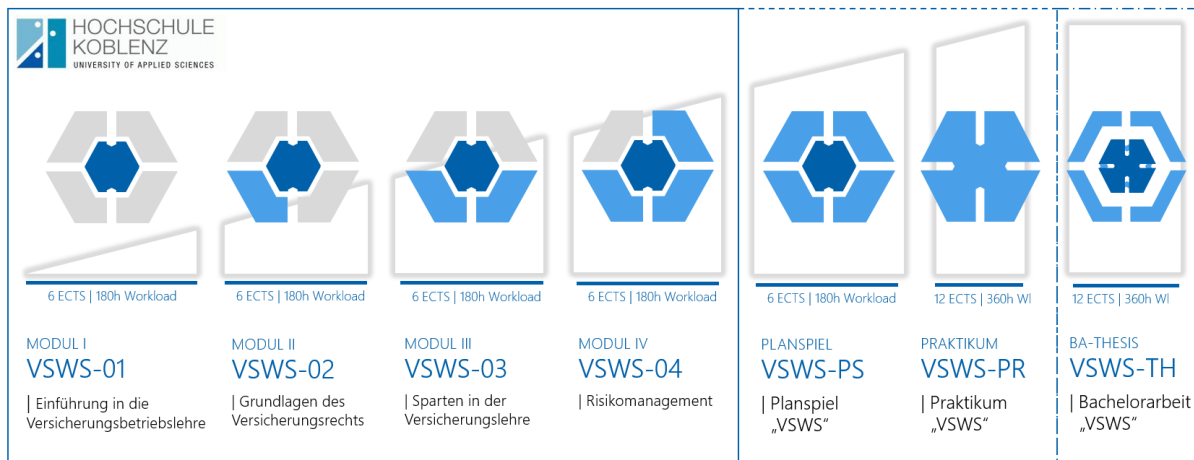 HOCHSCHULE
KOBLENZ
UNIVERSITY OF APPLIED SCIENCES
6 ECTS | 180h Workload
MODUL I
VSWS-01
| Einführung in die
Versicherungsbetriebslehre
6 ECTS | 180h Workload
MODUL II
VSWS-02
| Grundlagen des
Versicherungsrechts
6 ECTS | 180h Workload
MODUL III
VSWS-03
| Sparten in der
Versicherungslehre
6 ECTS | 180h Workload
MODUL IV
VSWS-04
| Risikomanagement
6 ECTS | 180h Workload
PLANSPIEL
VSWS-PS
| Planspiel
„VSWS“
12 ECTS | 360h Wl
PRAKTIKUM
VSWS-PR
| Praktikum
„VSWS“
12 ECTS | 360h Wl
BA-THESIS
VSWS-TH
| Bachelorarbeit
„VSWS“